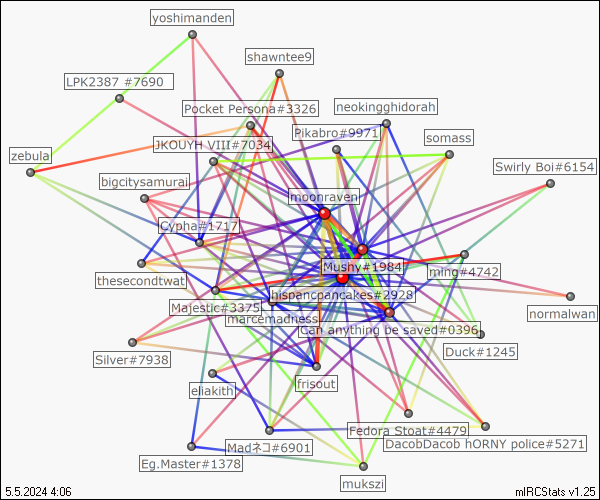 yoshimanden
shawntee9
LPK2387 #7690
Pocket Persona#3326
neokingghidorah
Pikabro#9971
somass
JKOUYH VIII#7034
zebula
Swirly Boi#6154
bigcitysamurai
moonraven
Cypha#1717
Mushy#1984
ming#4742
thesecondtwat
hispancpancakes#2928
Majestic#3375
normalwan
marcemadness
Can anything be saved#0396
Duck#1245
Silver#7938
frisout
eliakith
Fedora Stoat#4479
DacobDacob hORNY police#5271
Madネコ#6901
Eg.Master#1378
mukszi
5.5.2024 4:06
mIRCStats v1.25